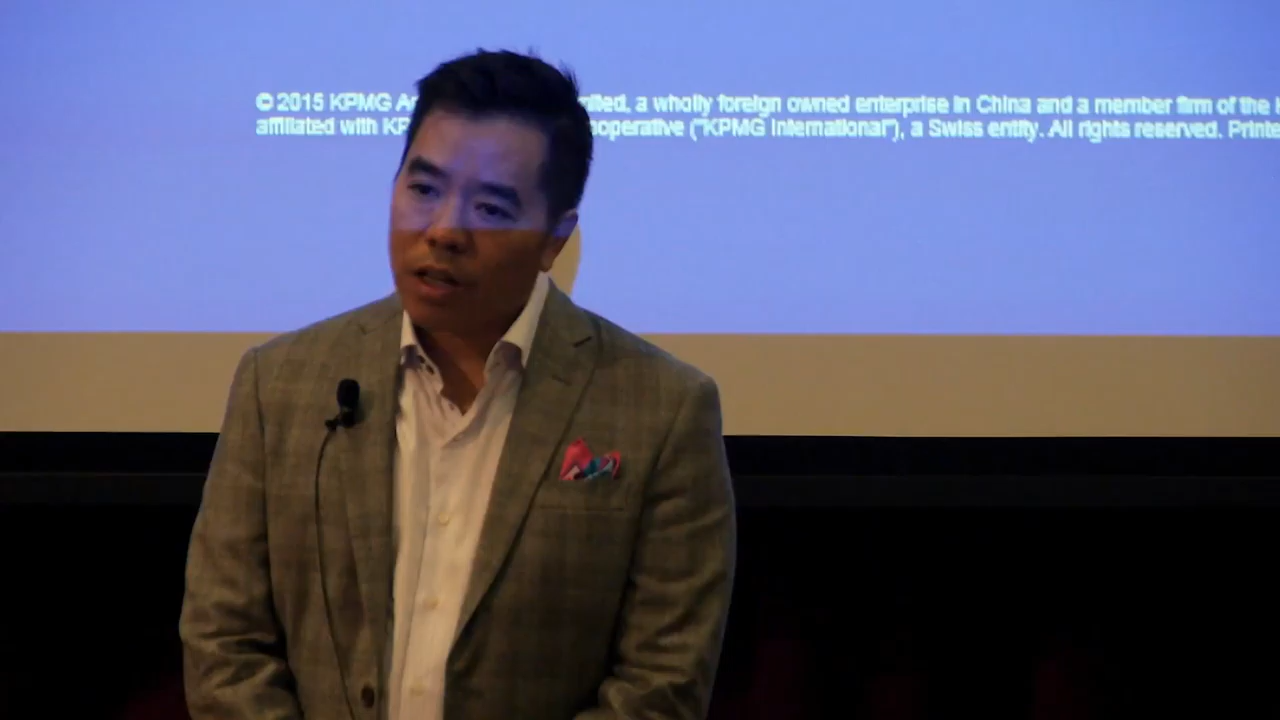 © 2015 KPMG A mited, a wholly foreign owned enterprise in China and a member firm of the
affiliated with KP operative ("KPMG International"), a Swiss entity. All rights reserved. Printe